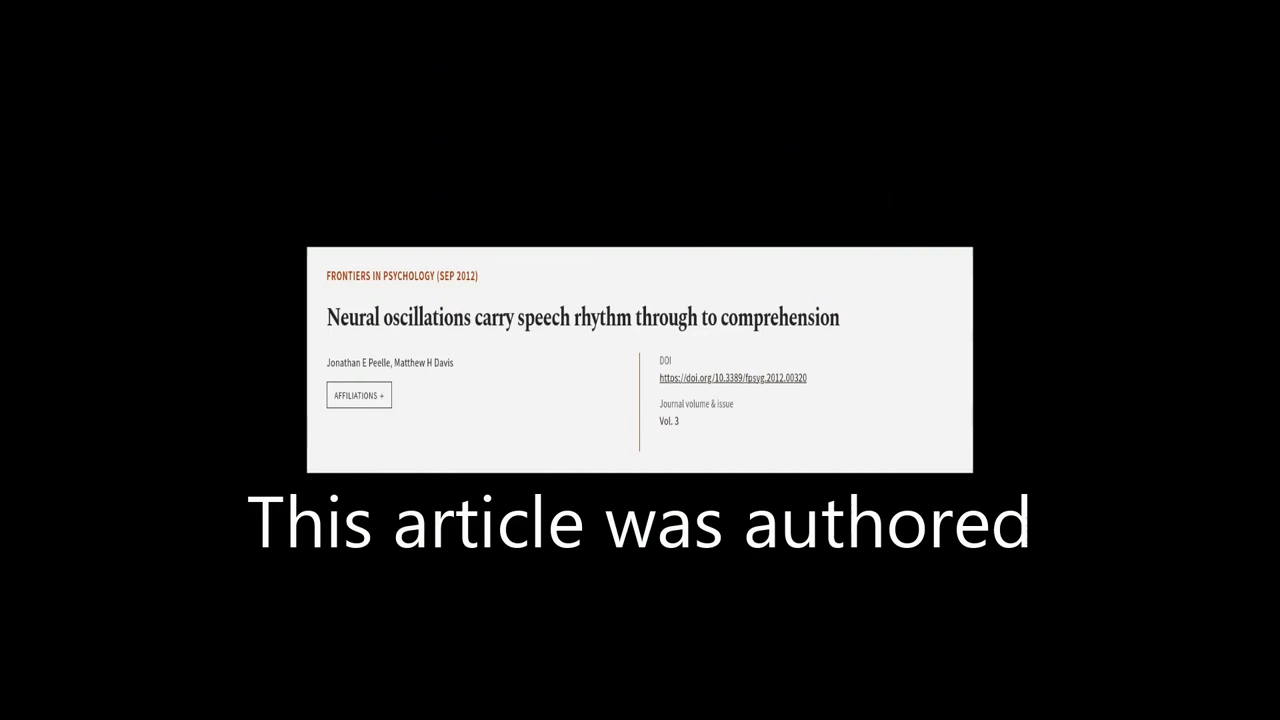 FRONTIERS IN PSYCHOLOGY (SEP 2012)
Neural oscillations carry speech rhythm through to comprehension
Jonathan E Peelle, Matthew H Davis
AFFILIATIONS +
DOI
https://doi.org/10.3389/fpsyg.2012.00320
Journal volume & issue
Vol. 3
This article was authored